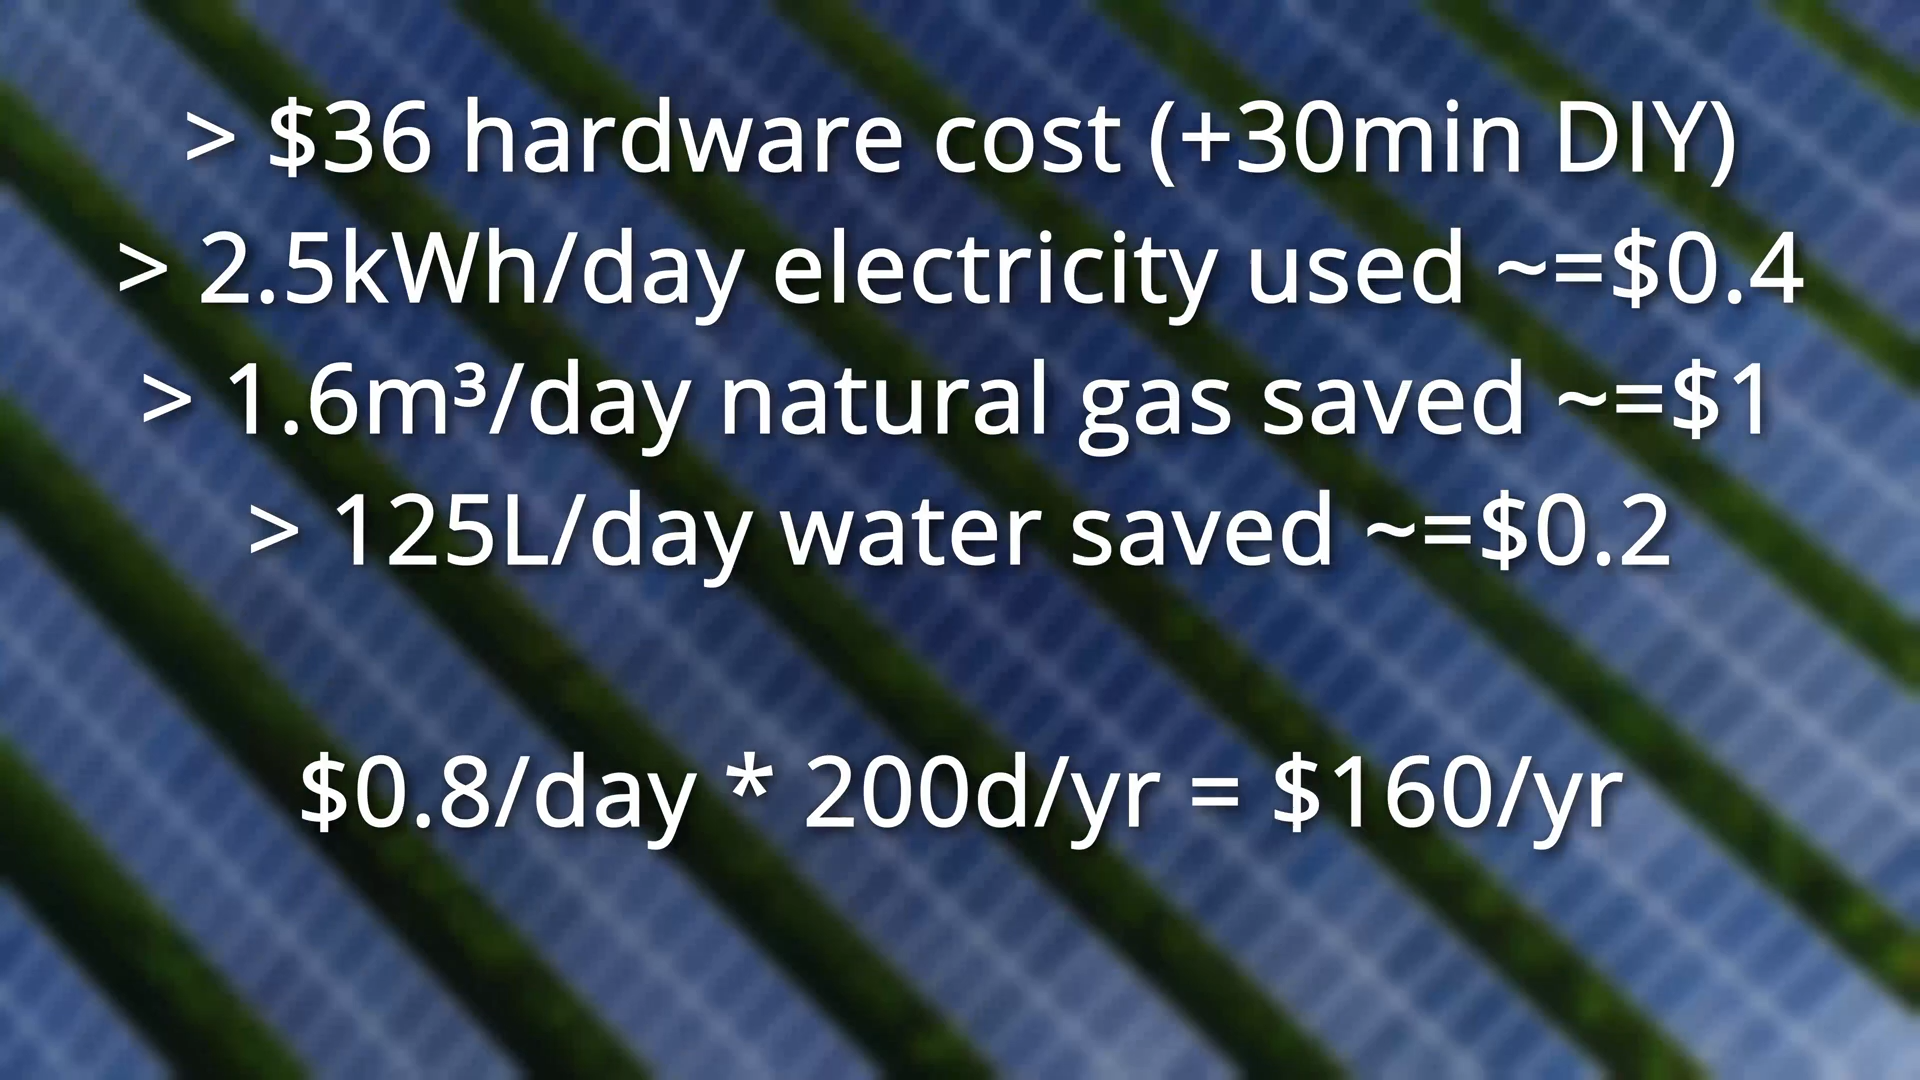 > $36 hardware cost (+30min DIY)
> 2.5kWh/day electricity used ~=$0.4
> 1.6m³/day natural gas saved ~=$1
> 125L/day water saved ~=$0.2
$0.8/day * 200d/yr = $160/yr